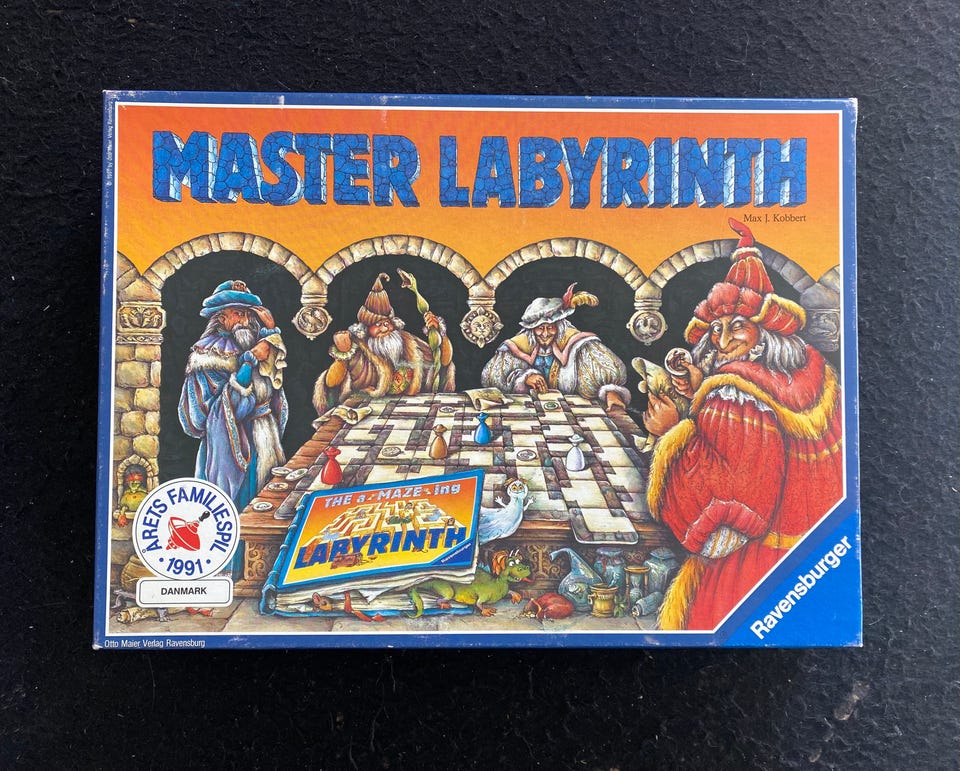 MASTER LABYRINTH
Max J. Kobbert
THE a-MAZE-ing
LABYRINTH
ÅRETS FAMILIESPIL
• 1991 •
DANMARK
Ravensburger
Otto Maier Verlag Ravensburg